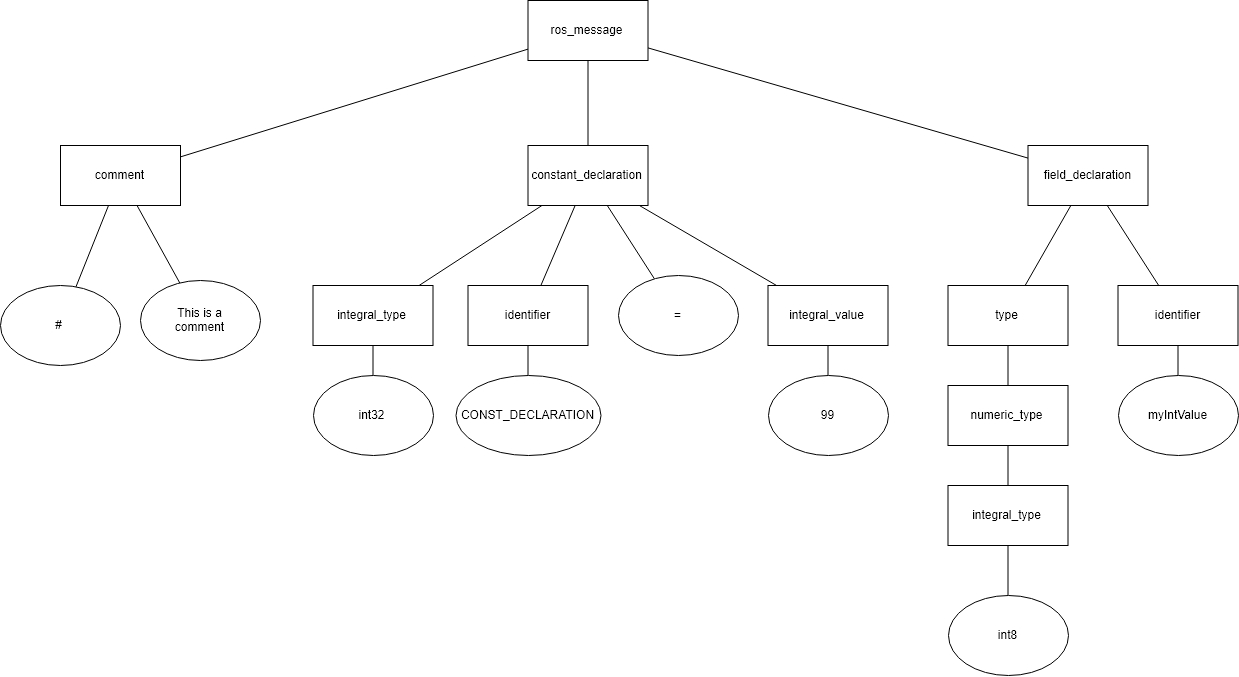 ros_message
comment
constant_declaration
field_declaration
#
This is a
comment
integral_type
identifier
=
integral_value
type
identifier
int32
CONST_DECLARATION
99
numeric_type
myIntValue
integral_type
int8